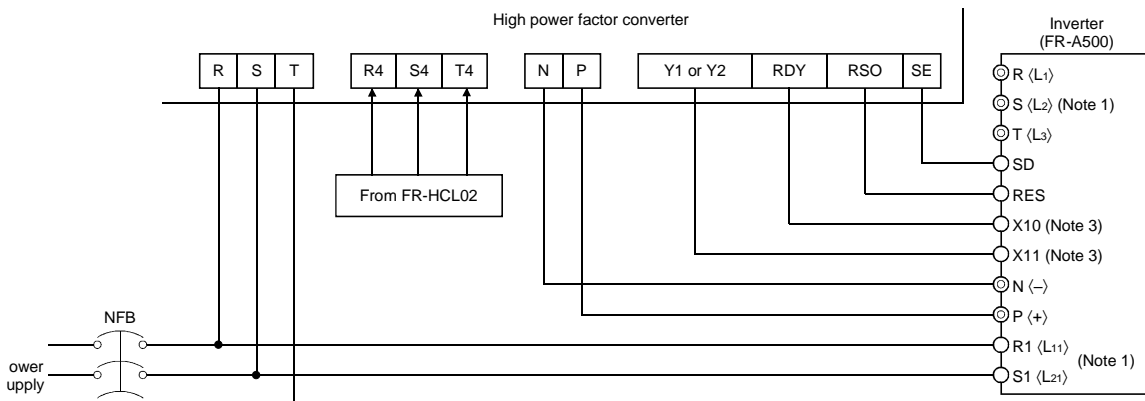 High power factor converter
Inverter
(FR-A500)
R S T
R4 S4 T4
N P
Y1 or Y2 RDY RSO SE
R ⟨L1⟩
S ⟨L2⟩ (Note 1)
T ⟨L3⟩
SD
From FR-HCL02
RES
X10 (Note 3)
X11 (Note 3)
N ⟨–⟩
NFB
P ⟨+⟩
R1 ⟨L11⟩
(Note 1)
ower
upply
S1 ⟨L21⟩